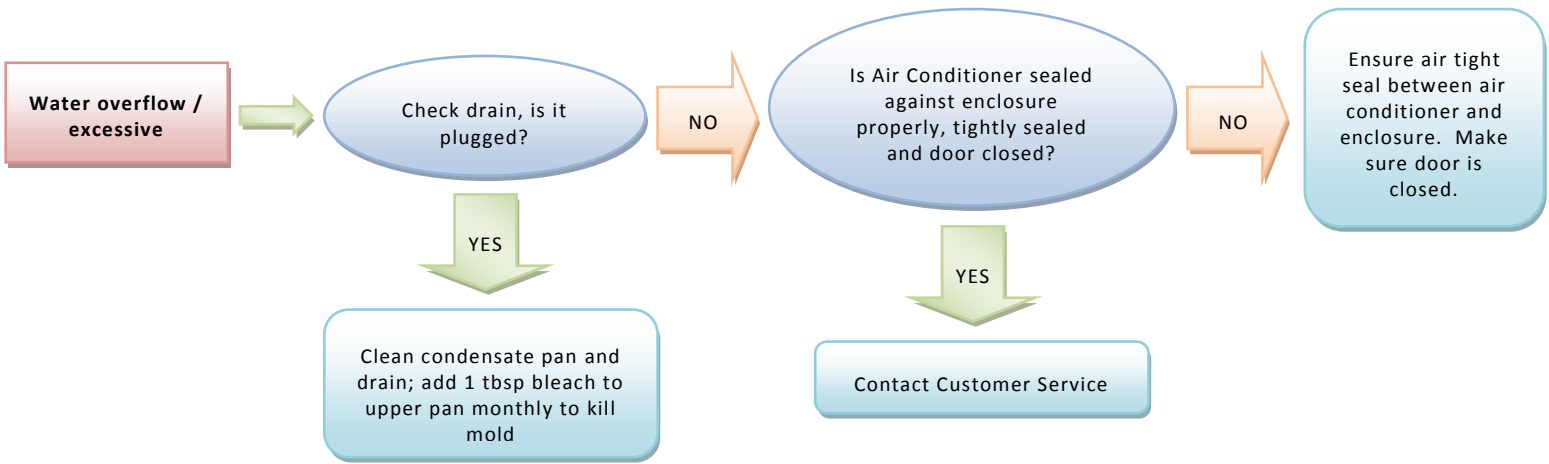 Water overflow /
excessive
Check drain, is it
plugged?
NO
Is Air Conditioner sealed
against enclosure
properly, tightly sealed
and door closed?
NO
Ensure air tight
seal between air
conditioner and
enclosure.  Make
sure door is
closed.
YES
Clean condensate pan and
drain; add 1 tbsp bleach to
upper pan monthly to kill
mold
YES
Contact Customer Service